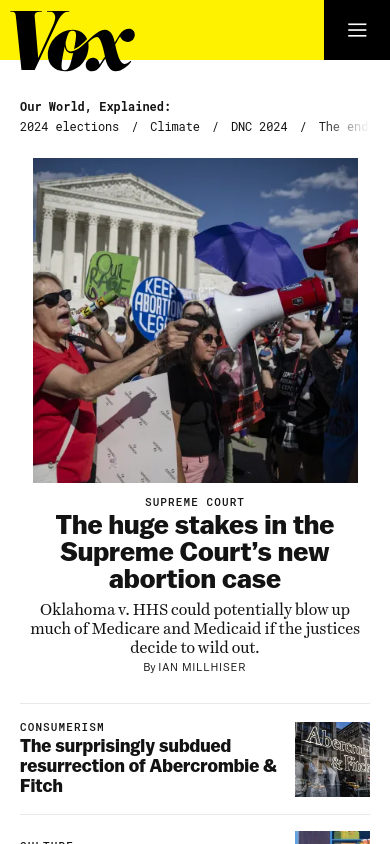 Vox
Our World, Explained:
2024 elections / Climate / DNC 2024 / The end
Our
Right
KEEP
ABORTION
LEGAL
SUPREME COURT
The huge stakes in the
Supreme Court’s new
abortion case
Oklahoma v. HHS could potentially blow up
much of Medicare and Medicaid if the justices
decide to wild out.
By IAN MILLHISER
CONSUMERISM
The surprisingly subdued
resurrection of Abercrombie &
Fitch
Abercrom
& Fitch
CULTURE